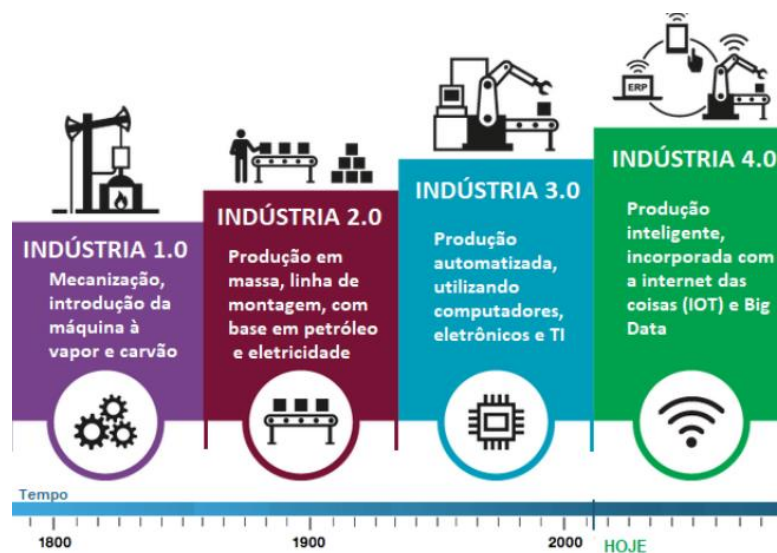 ERP
INDÚSTRIA 1.0
Mecanização,
introdução da
máquina à
vapor e carvão
INDÚSTRIA 2.0
Produção em
massa, linha de
montagem, com
base em petróleo
e eletricidade
INDÚSTRIA 3.0
Produção
automatizada,
utilizando
computadores,
eletrônicos e TI
INDÚSTRIA 4.0
Produção
inteligente,
incorporada com
a internet das
coisas (IOT) e Big
Data
Tempo
1800
1900
2000
HOJE